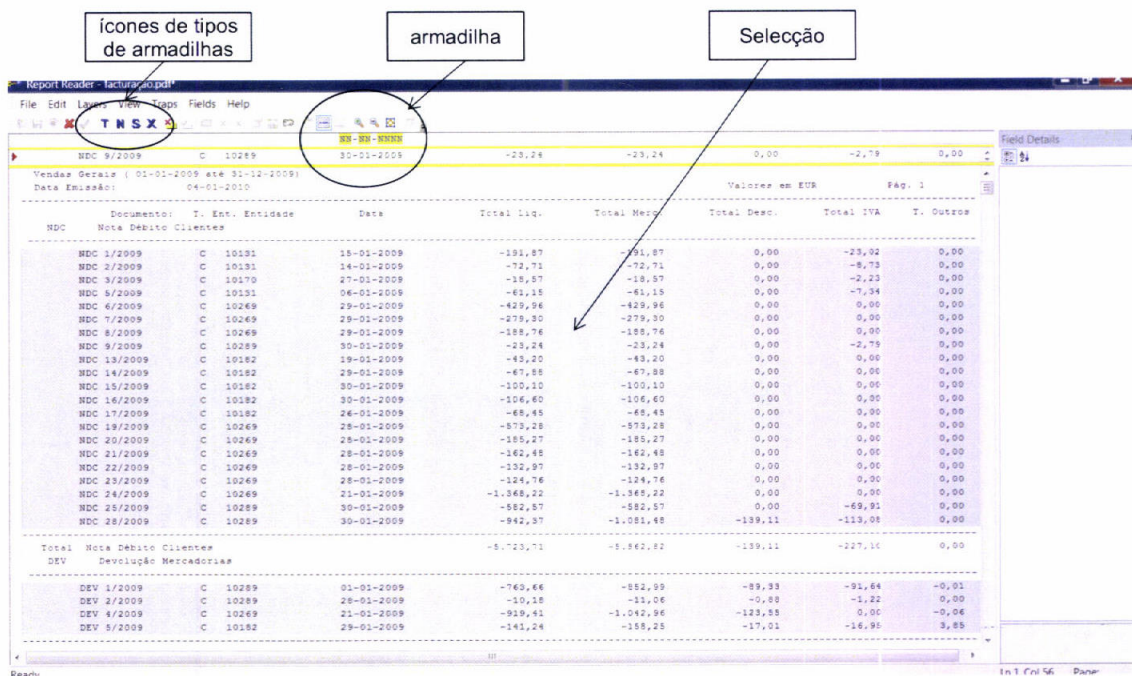 ícones de tipos de armadilhas
armadilha
Selecção
Report Reader - facturação.pdf*
File Edit Layers View Traps Fields Help
T N S X
NN-NN-NNNN
Field Details
NDC 9/2009 C 10289 30-01-2009 -23,24 -23,24 0,00 -2,79 0,00
Vendas Gerais ( 01-01-2009 até 31-12-2009)
Data Emissão: 04-01-2010 Valores em EUR Pág. 1
Documento: T. Ent. Entidade Data Total Liq. Total Merc. Total Desc. Total IVA T. Outros
NDC Nota Débito Clientes
NDC 1/2009 C 10131 15-01-2009 -191,87 -191,87 0,00 -23,02 0,00
NDC 2/2009 C 10131 14-01-2009 -72,71 -72,71 0,00 -8,73 0,00
NDC 3/2009 C 10170 27-01-2009 -18,57 -18,57 0,00 -2,23 0,00
NDC 5/2009 C 10131 06-01-2009 -61,15 -61,15 0,00 -7,34 0,00
NDC 6/2009 C 10269 29-01-2009 -429,96 -429,96 0,00 0,00 0,00
NDC 7/2009 C 10269 29-01-2009 -279,30 -279,30 0,00 0,00 0,00
NDC 8/2009 C 10269 29-01-2009 -188,76 -188,76 0,00 0,00 0,00
NDC 9/2009 C 10289 30-01-2009 -23,24 -23,24 0,00 -2,79 0,00
NDC 13/2009 C 10182 19-01-2009 -43,20 -43,20 0,00 0,00 0,00
NDC 14/2009 C 10182 29-01-2009 -67,88 -67,88 0,00 0,00 0,00
NDC 15/2009 C 10182 30-01-2009 -100,10 -100,10 0,00 0,00 0,00
NDC 16/2009 C 10182 30-01-2009 -106,60 -106,60 0,00 0,00 0,00
NDC 17/2009 C 10182 26-01-2009 -68,45 -68,45 0,00 0,00 0,00
NDC 19/2009 C 10269 28-01-2009 -573,28 -573,28 0,00 0,00 0,00
NDC 20/2009 C 10269 28-01-2009 -185,27 -185,27 0,00 0,00 0,00
NDC 21/2009 C 10269 28-01-2009 -162,48 -162,48 0,00 0,00 0,00
NDC 22/2009 C 10269 28-01-2009 -132,97 -132,97 0,00 0,00 0,00
NDC 23/2009 C 10269 28-01-2009 -124,76 -124,76 0,00 0,00 0,00
NDC 24/2009 C 10269 21-01-2009 -1.368,22 -1.368,22 0,00 0,00 0,00
NDC 25/2009 C 10289 30-01-2009 -582,57 -582,57 0,00 -69,91 0,00
NDC 28/2009 C 10289 30-01-2009 -942,37 -1.081,48 -139,11 -113,08 0,00
Total Nota Débito Clientes -5.723,71 -5.862,82 -139,11 -227,10 0,00
DEV Devolução Mercadorias
DEV 1/2009 C 10289 01-01-2009 -763,66 -852,99 -89,33 -91,64 -0,01
DEV 2/2009 C 10289 28-01-2009 -10,18 -11,06 -0,88 -1,22 0,00
DEV 4/2009 C 10269 21-01-2009 -919,41 -1.042,96 -123,55 0,00 -0,06
DEV 5/2009 C 10182 29-01-2009 -141,24 -158,25 -17,01 -16,95 3,85
Ready Ln 1 Col 56 Page: